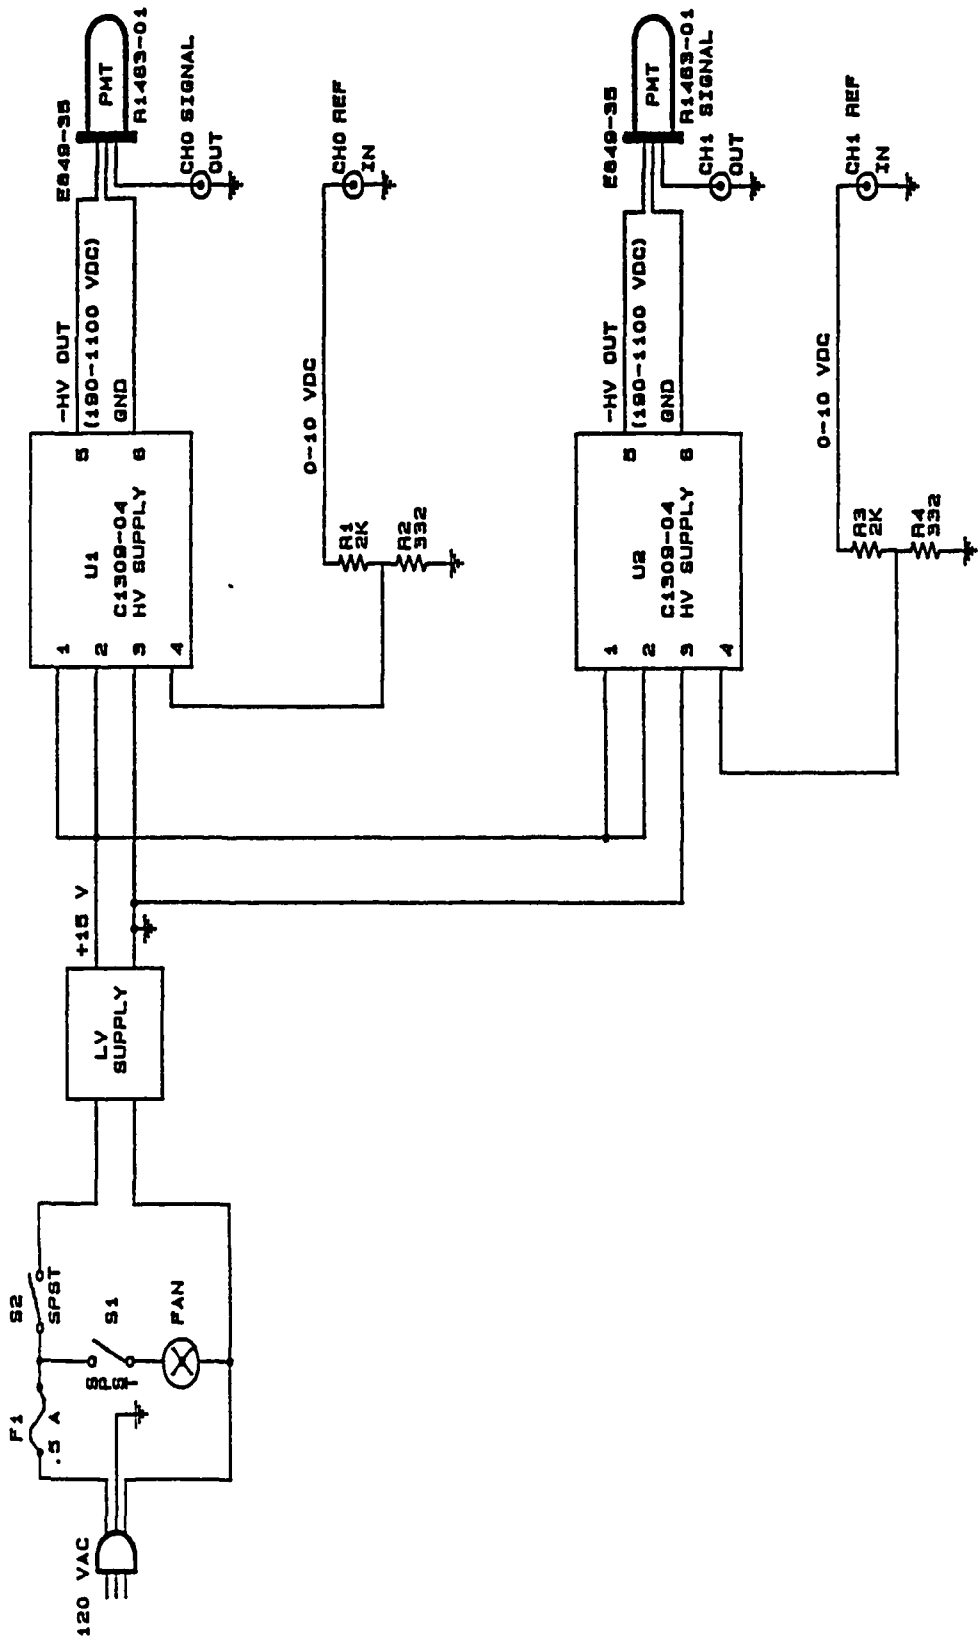 120 VAC
F1
.5 A
S2
SPST
S1
SPST
FAN
LV
SUPPLY
+15 V
1
2
3
4
U1
C1309-04
HV SUPPLY
5
6
-HV OUT
(190-1100 VDC)
GND
E849-35
PMT
R1463-01
CH0 SIGNAL
OUT
0-10 VDC
CH0 REF
IN
R1
2K
R2
332
1
2
3
4
U2
C1309-04
HV SUPPLY
5
6
-HV OUT
(190-1100 VDC)
GND
E849-35
PMT
R1463-01
CH1 SIGNAL
OUT
0-10 VDC
CH1 REF
IN
R3
2K
R4
332